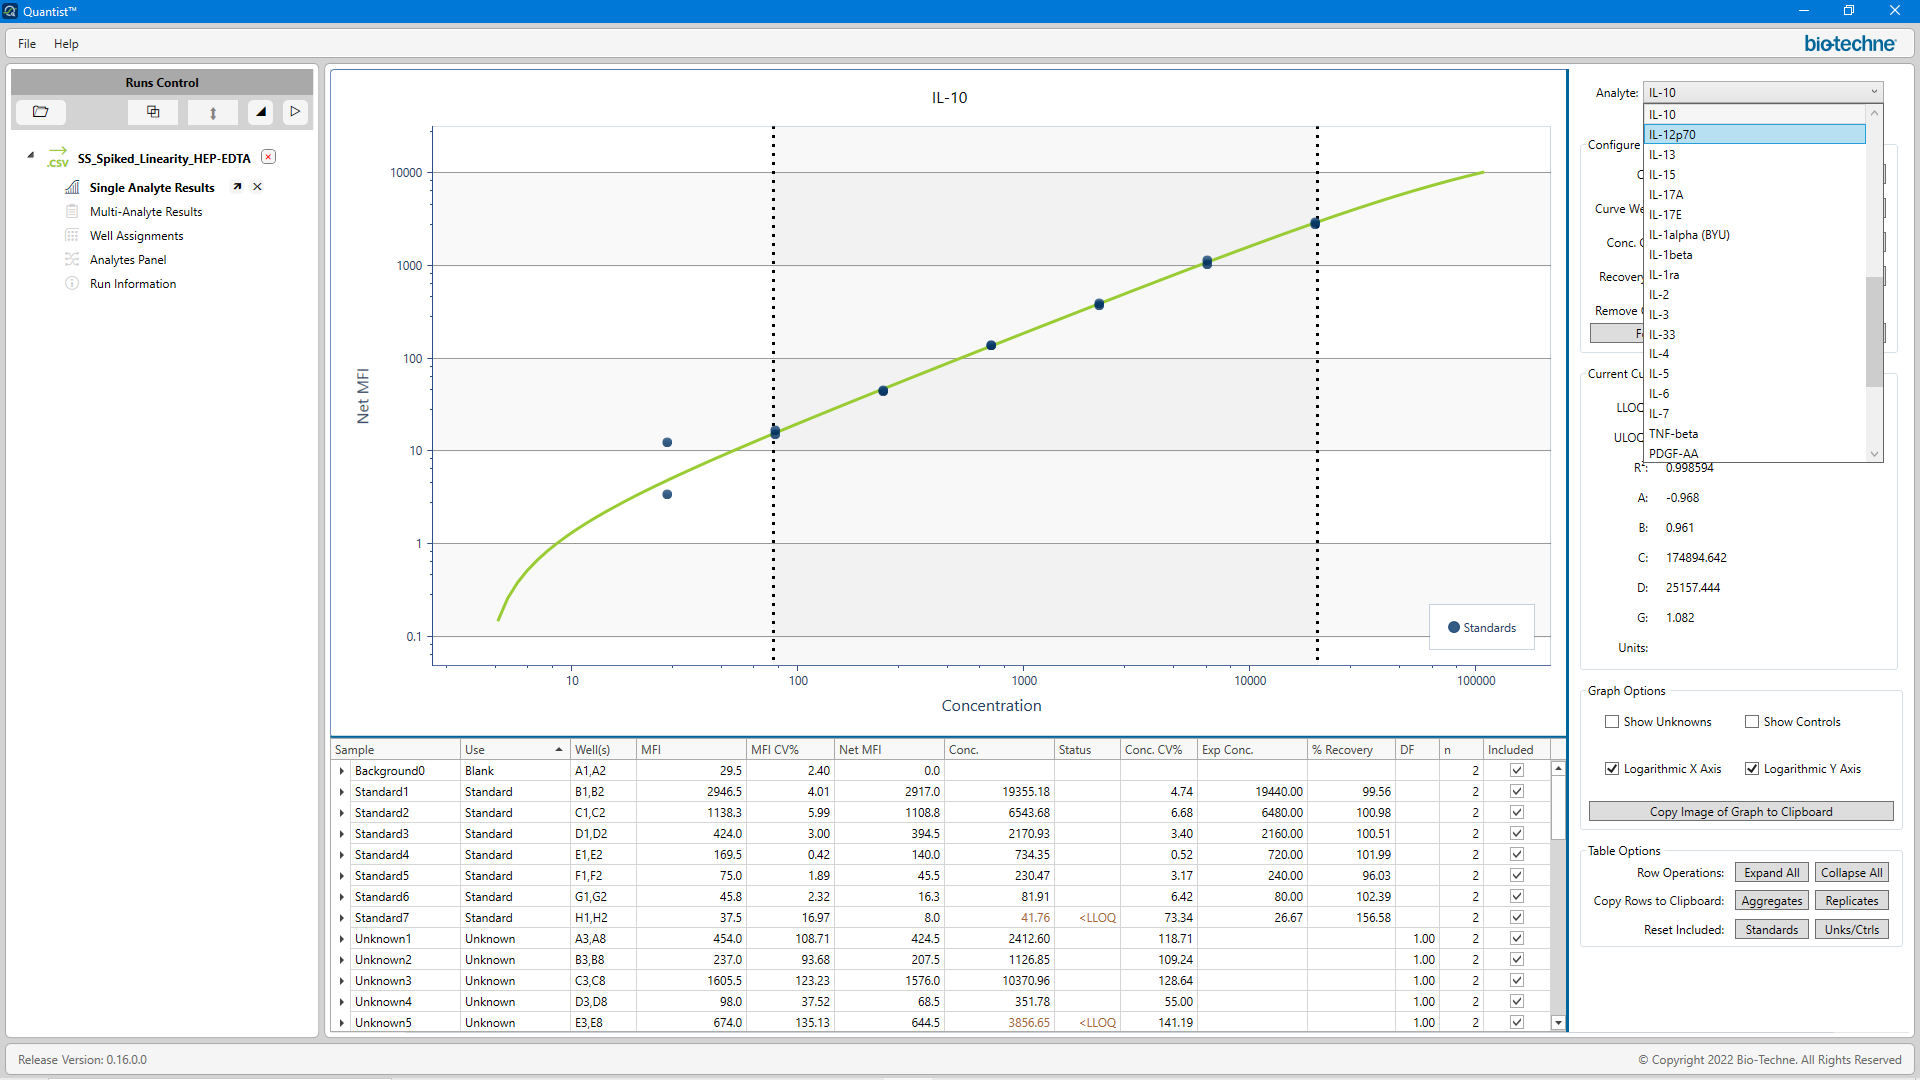 Quantist™
File Help
bio-techne
Runs Control
.CSV SS_Spiked_Linearity_HEP-EDTA
Single Analyte Results
Multi-Analyte Results
Well Assignments
Analytes Panel
Run Information
IL-10
Net MFI
10000
1000
100
10
1
0.1
10 100 1000 10000 100000
Concentration
Standards
Sample Use Well(s) MFI MFI CV% Net MFI Conc. Status Conc. CV% Exp Conc. % Recovery DF n Included
Background0 Blank A1,A2 29.5 2.40 0.0 2
Standard1 Standard B1,B2 2946.5 4.01 2917.0 19355.18 4.74 19440.00 99.56 2
Standard2 Standard C1,C2 1138.3 5.99 1108.8 6543.68 6.68 6480.00 100.98 2
Standard3 Standard D1,D2 424.0 3.00 394.5 2170.93 3.40 2160.00 100.51 2
Standard4 Standard E1,E2 169.5 0.42 140.0 734.35 0.52 720.00 101.99 2
Standard5 Standard F1,F2 75.0 1.89 45.5 230.47 3.17 240.00 96.03 2
Standard6 Standard G1,G2 45.8 2.32 16.3 81.91 6.42 80.00 102.39 2
Standard7 Standard H1,H2 37.5 16.97 8.0 41.76 <LLOQ 73.34 26.67 156.58 2
Unknown1 Unknown A3,A8 454.0 108.71 424.5 2412.60 118.71 1.00 2
Unknown2 Unknown B3,B8 237.0 93.68 207.5 1126.85 109.24 1.00 2
Unknown3 Unknown C3,C8 1605.5 123.23 1576.0 10370.96 128.64 1.00 2
Unknown4 Unknown D3,D8 98.0 37.52 68.5 351.78 55.00 1.00 2
Unknown5 Unknown E3,E8 674.0 135.13 644.5 3856.65 <LLOQ 141.19 1.00 2
Analyte: IL-10
IL-10
IL-12p70
IL-13
IL-15
IL-17A
IL-17E
IL-1alpha (BYU)
IL-1beta
IL-1ra
IL-2
IL-3
IL-33
IL-4
IL-5
IL-6
IL-7
TNF-beta
PDGF-AA
Configure
Curve We
Conc. 
Recovery
Remove
Current Cu
LLOQ
ULOQ
R²: 0.998594
A: -0.968
B: 0.961
C: 174894.642
D: 25157.444
G: 1.082
Units:
Graph Options
Show Unknowns Show Controls
Logarithmic X Axis Logarithmic Y Axis
Copy Image of Graph to Clipboard
Table Options
Row Operations: Expand All Collapse All
Copy Rows to Clipboard: Aggregates Replicates
Reset Included: Standards Unks/Ctrls
Release Version: 0.16.0.0
© Copyright 2022 Bio-Techne. All Rights Reserved